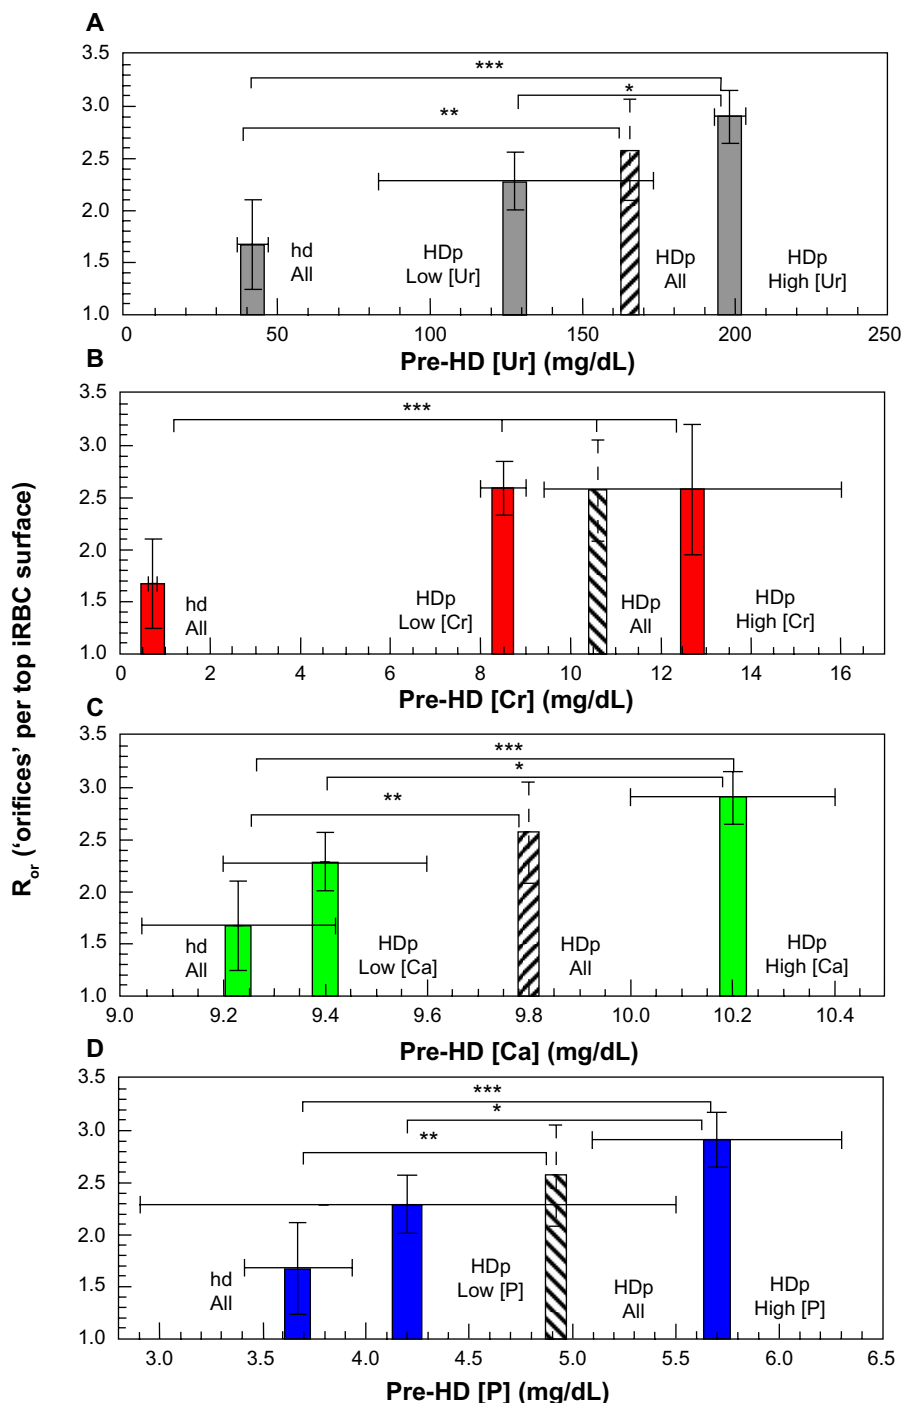 A
3.5
3.0
2.5
2.0
1.5
1.0
***
*
**
hd
All
HDp
Low [Ur]
HDp
All
HDp
High [Ur]
0 50 100 150 200 250
Pre-HD [Ur] (mg/dL)
B
3.5
3.0
2.5
2.0
1.5
1.0
***
hd
All
HDp
Low [Cr]
HDp
All
HDp
High [Cr]
0 2 4 6 8 10 12 14 16
Pre-HD [Cr] (mg/dL)
Ror ('orifices' per top iRBC surface)
C
3.5
3.0
2.5
2.0
1.5
1.0
***
*
**
hd
All
HDp
Low [Ca]
HDp
All
HDp
High [Ca]
9.0 9.2 9.4 9.6 9.8 10.0 10.2 10.4
Pre-HD [Ca] (mg/dL)
D
3.5
3.0
2.5
2.0
1.5
1.0
***
*
**
hd
All
HDp
Low [P]
HDp
All
HDp
High [P]
3.0 3.5 4.0 4.5 5.0 5.5 6.0 6.5
Pre-HD [P] (mg/dL)